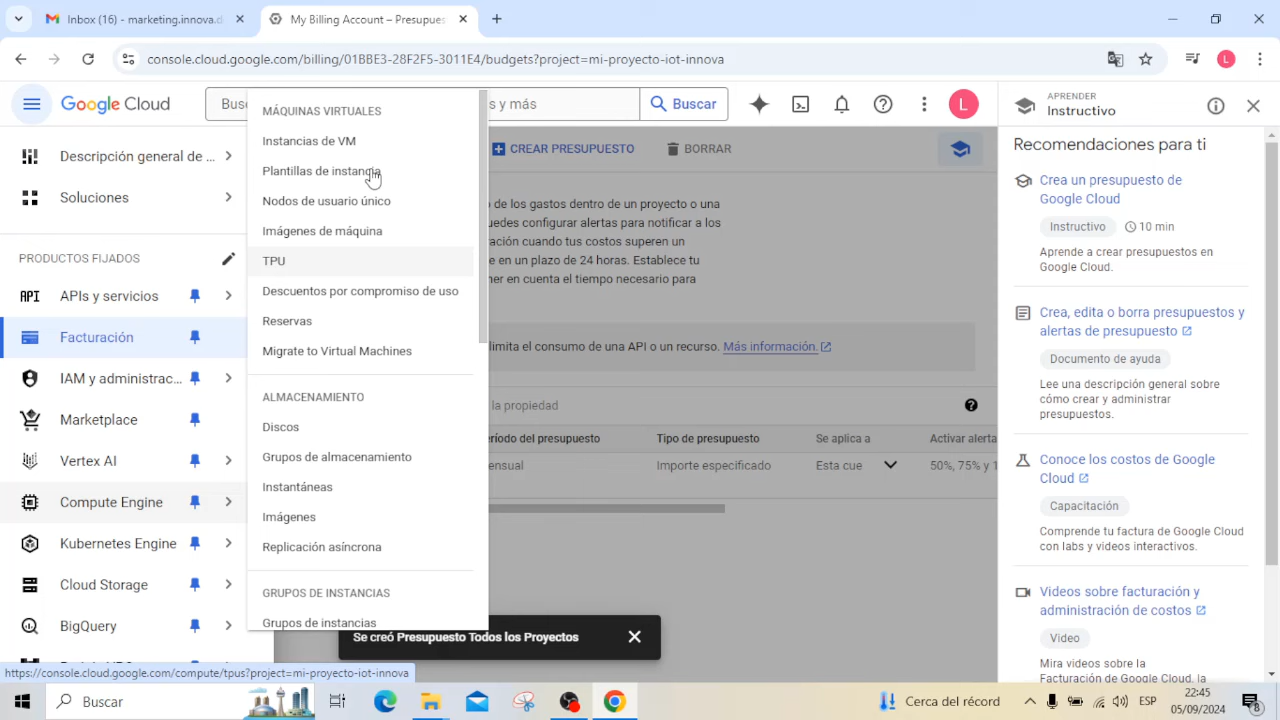 Inbox (16) - marketing.innova.d
My Billing Account – Presupues
console.cloud.google.com/billing/01BBE3-28F2F5-3011E4/budgets?project=mi-proyecto-iot-innova
Google Cloud
s y más
Buscar
L
Descripción general de ...
Soluciones
PRODUCTOS FIJADOS
APIs y servicios
Facturación
IAM y administrac...
Marketplace
Vertex AI
Compute Engine
Kubernetes Engine
Cloud Storage
BigQuery
MÁQUINAS VIRTUALES
Instancias de VM
Plantillas de instancia
Nodos de usuario único
Imágenes de máquina
TPU
Descuentos por compromiso de uso
Reservas
Migrate to Virtual Machines
ALMACENAMIENTO
Discos
Grupos de almacenamiento
Instantáneas
Imágenes
Replicación asíncrona
GRUPOS DE INSTANCIAS
Grupos de instancias
CREAR PRESUPUESTO
BORRAR
o de los gastos dentro de un proyecto o una
uedes configurar alertas para notificar a los
ración cuando tus costos superen un
e en un plazo de 24 horas. Establece tu
ner en cuenta el tiempo necesario para
limita el consumo de una API o un recurso. Más información.
la propiedad
eríodo del presupuesto
Tipo de presupuesto
Se aplica a
Activar alerta
ensual
Importe especificado
Esta cue
50%, 75% y 1
Se creó Presupuesto Todos los Proyectos
APRENDER
Instructivo
Recomendaciones para ti
Crea un presupuesto de
Google Cloud
Instructivo
10 min
Aprende a crear presupuestos en
Google Cloud.
Crea, edita o borra presupuestos y
alertas de presupuesto
Documento de ayuda
Lee una descripción general sobre
cómo crear y administrar
presupuestos.
Conoce los costos de Google
Cloud
Capacitación
Comprende tu factura de Google Cloud
con labs y videos interactivos.
Videos sobre facturación y
administración de costos
Video
Mira videos sobre la
https://console.cloud.google.com/compute/tpus?project=mi-proyecto-iot-innova
Buscar
Cerca del récord
ESP
22:45
05/09/2024
8